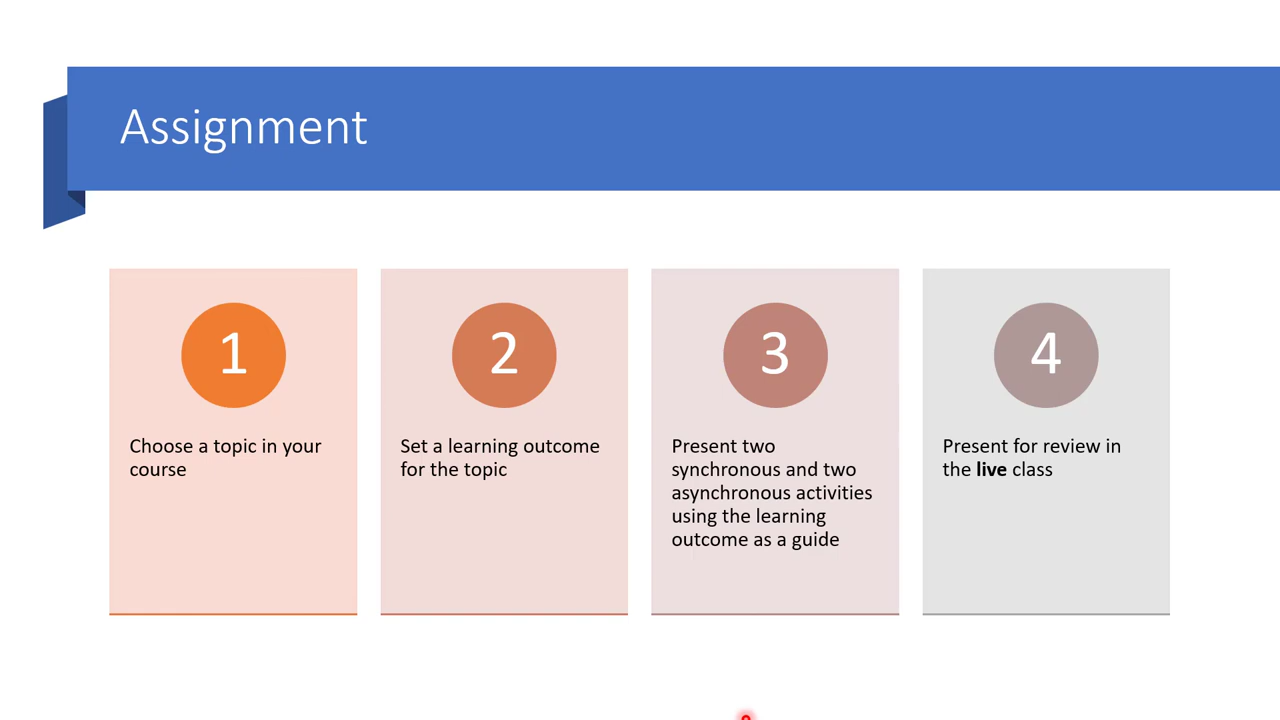 Assignment
1
Choose a topic in your
course
2
Set a learning outcome
for the topic
3
Present two
synchronous and two
asynchronous activities
using the learning
outcome as a guide
4
Present for review in
the live class